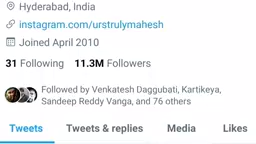 Hyderabad, India
instagram.com/urstrulymahesh
Joined April 2010
31 Following 11.3M Followers
Followed by Venkatesh Daggubati, Kartikeya,
Sandeep Reddy Vanga, and 76 others
Tweets Tweets & replies Media Likes